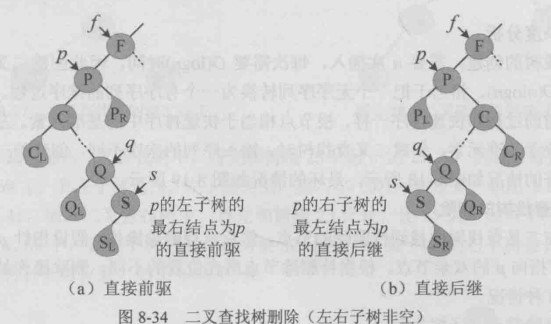 f
F
p
P
C
P_R
C_L
q
Q
Q_L
S
S_L
p的左子树的
最右结点为p
的直接前驱
(a) 直接前驱
f
F
p
P
P_L
C
q
Q
C_R
s
S
Q_R
S_R
p的右子树的
最左结点为p
的直接后继
(b) 直接后继
图 8-34 二叉查找树删除（左右子树非空）